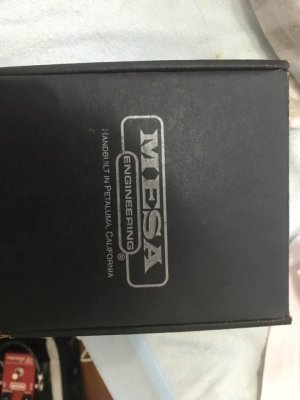 MESA
ENGINEERING®
HANDBUILT IN PETALUMA, CALIFORNIA